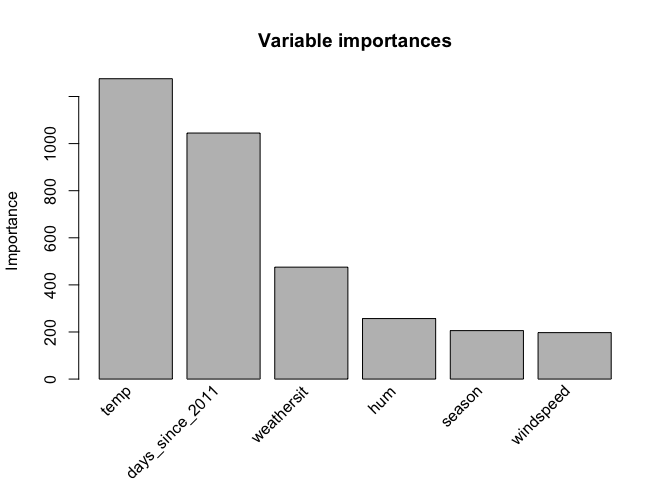 Variable importances
Importance
1000
800
600
400
200
0
temp
days_since_2011
weathersit
hum
season
windspeed